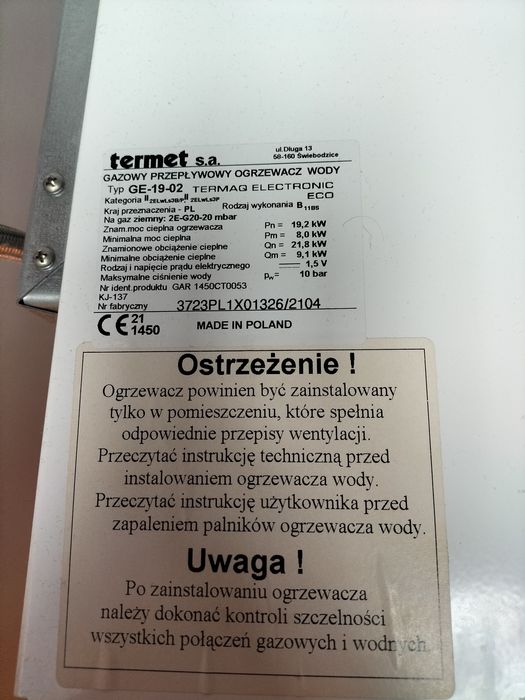 termet s.a.
ul.Długa 13
58-160 Świebodzice
GAZOWY PRZEPŁYWOWY OGRZEWACZ WODY
Typ GE-19-02 TERMAQ ELECTRONIC
ECO
Kategoria II2ELwLs3B/P II2ELwLs3P
Kraj przeznaczenia - PL Rodzaj wykonania B11BS
Na gaz ziemny: 2E-G20-20 mbar
Znam.moc cieplna ogrzewacza Pn = 19,2 kW
Minimalna moc cieplna Pm = 8,0 kW
Znamionowe obciążenie cieplne Qn = 21,8 kW
Minimalne obciążenie cieplne Qm = 9,1 kW
Rodzaj i napięcie prądu elektrycznego 1,5 V
Maksymalne ciśnienie wody pw= 10 bar
Nr ident.produktu GAR 1450CT0053
KJ-137
Nr fabryczny 3723PL1X01326/2104
CE 21
1450 MADE IN POLAND
Ostrzeżenie !
Ogrzewacz powinien być zainstalowany
tylko w pomieszczeniu, które spełnia
odpowiednie przepisy wentylacji.
Przeczytać instrukcję techniczną przed
instalowaniem ogrzewacza wody.
Przeczytać instrukcję użytkownika przed
zapaleniem palników ogrzewacza wody.
Uwaga !
Po zainstalowaniu ogrzewacza
należy dokonać kontroli szczelności
wszystkich połączeń gazowych i wodnych